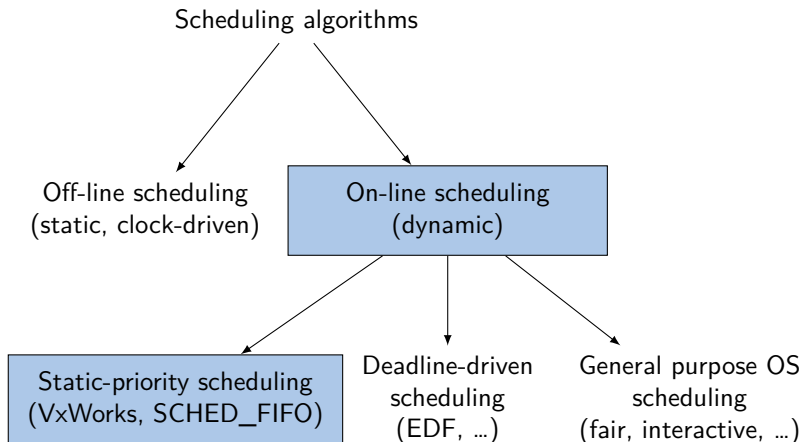 Scheduling algorithms
Off-line scheduling
(static, clock-driven)
On-line scheduling
(dynamic)
Static-priority scheduling
(VxWorks, SCHED_FIFO)
Deadline-driven
scheduling
(EDF, …)
General purpose OS
scheduling
(fair, interactive, …)